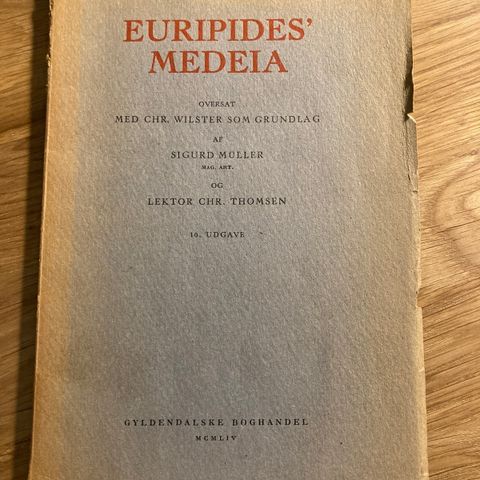 EURIPIDES'
MEDEIA
OVERSAT
MED CHR. WILSTER SOM GRUNDLAG
AF
SIGURD MÜLLER
MAG. ART.
OG
LEKTOR CHR. THOMSEN
10. UDGAVE
GYLDENDALSKE BOGHANDEL
MCMLIV